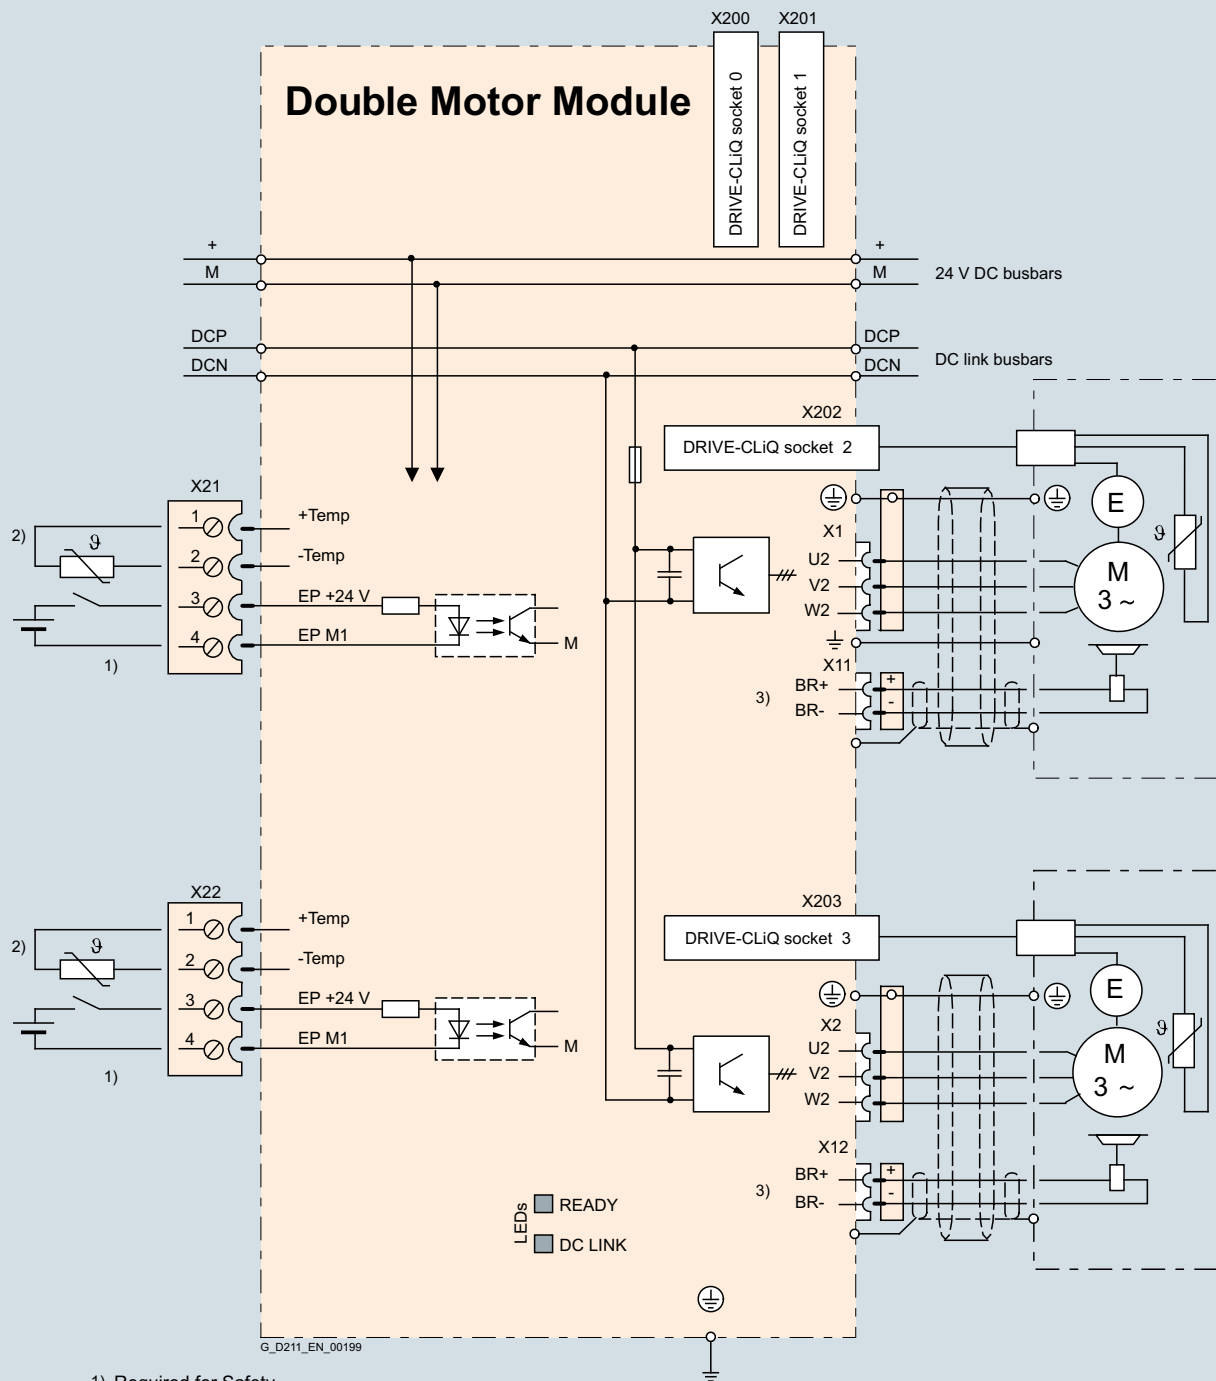 X200 X201
Double Motor Module
DRIVE-CLiQ socket 0
DRIVE-CLiQ socket 1
+ +
M M 24 V DC busbars
DCP DCP
DCN DCN DC link busbars
X202
DRIVE-CLiQ socket 2
X21
1 +Temp
2) ϑ
2 -Temp
3 EP +24 V
4 EP M1
M
1)
E
X1
ϑ
U2
V2
W2
M
3 ~
X11
3) BR+ +
BR- -
X22
1 +Temp
2) ϑ
2 -Temp
3 EP +24 V
4 EP M1
M
1)
X203
DRIVE-CLiQ socket 3
E
X2
ϑ
U2
V2
W2
M
3 ~
X12
3) BR+ +
BR- -
LEDs
READY
DC LINK
G_D211_EN_00199
1) Required for Safety